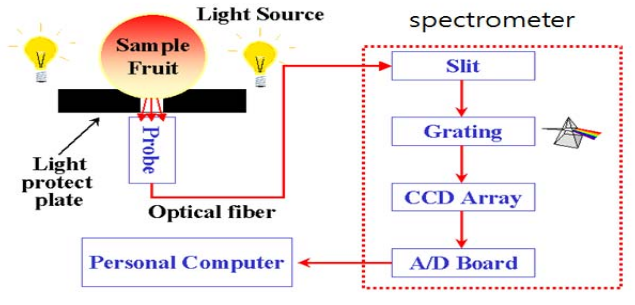 Light Source
spectrometer
Sample
Fruit
Slit
Probe
Grating
Light
protect
plate
Optical fiber
CCD Array
Personal Computer
A/D Board